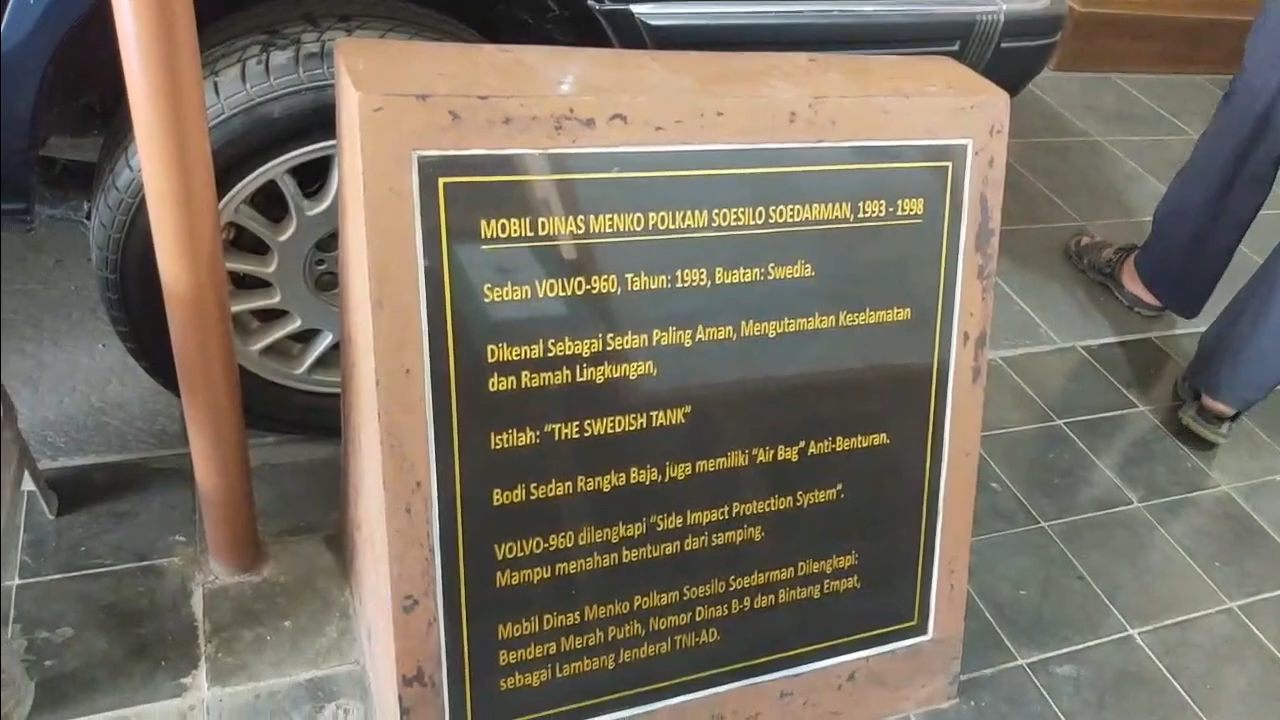 MOBIL DINAS MENKO POLKAM SOESILO SOEDARMAN, 1993 - 1998
Sedan VOLVO-960, Tahun: 1993, Buatan: Swedia.
Dikenal Sebagai Sedan Paling Aman, Mengutamakan Keselamatan
dan Ramah Lingkungan,
Istilah: "THE SWEDISH TANK"
Bodi Sedan Rangka Baja, juga memiliki "Air Bag" Anti-Benturan.
VOLVO-960 dilengkapi "Side Impact Protection System".
Mampu menahan benturan dari samping.
Mobil Dinas Menko Polkam Soesilo Soedarman Dilengkapi:
Bendera Merah Putih, Nomor Dinas B-9 dan Bintang Empat,
sebagai Lambang Jenderal TNI-AD.